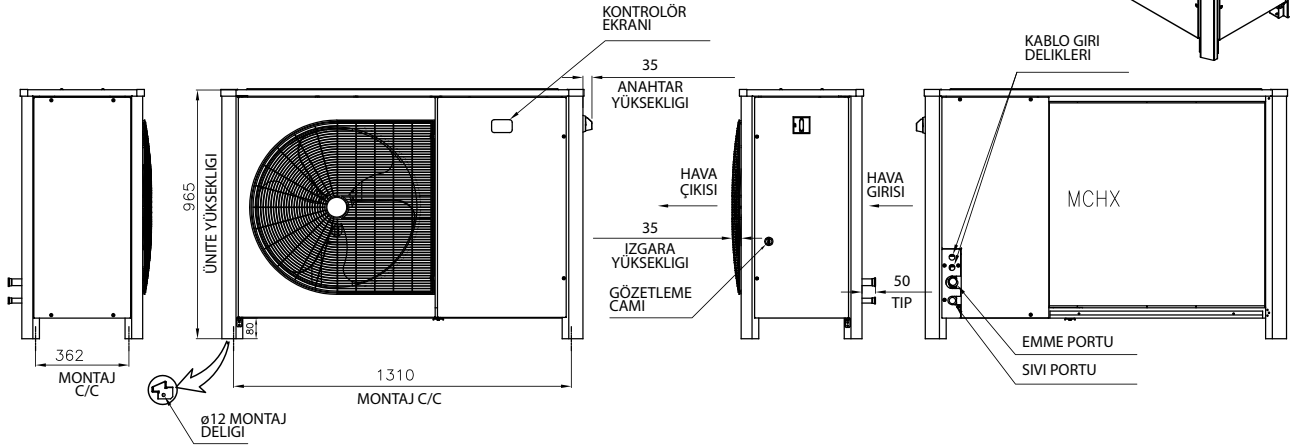 KONTROLÖR
EKRANI
35
ANAHTAR
YÜKSEKLIGI
KABLO GIRI
DELIKLERI
965
ÜNITE YÜKSEKLIGI
HAVA
ÇIKISI
HAVA
GIRISI
MCHX
35
IZGARA
YÜKSEKLIGI
GÖZETLEME
CAMI
50
TIP
80
362
MONTAJ
C/C
1310
MONTAJ C/C
EMME PORTU
SIVI PORTU
ø12 MONTAJ
DELIGI